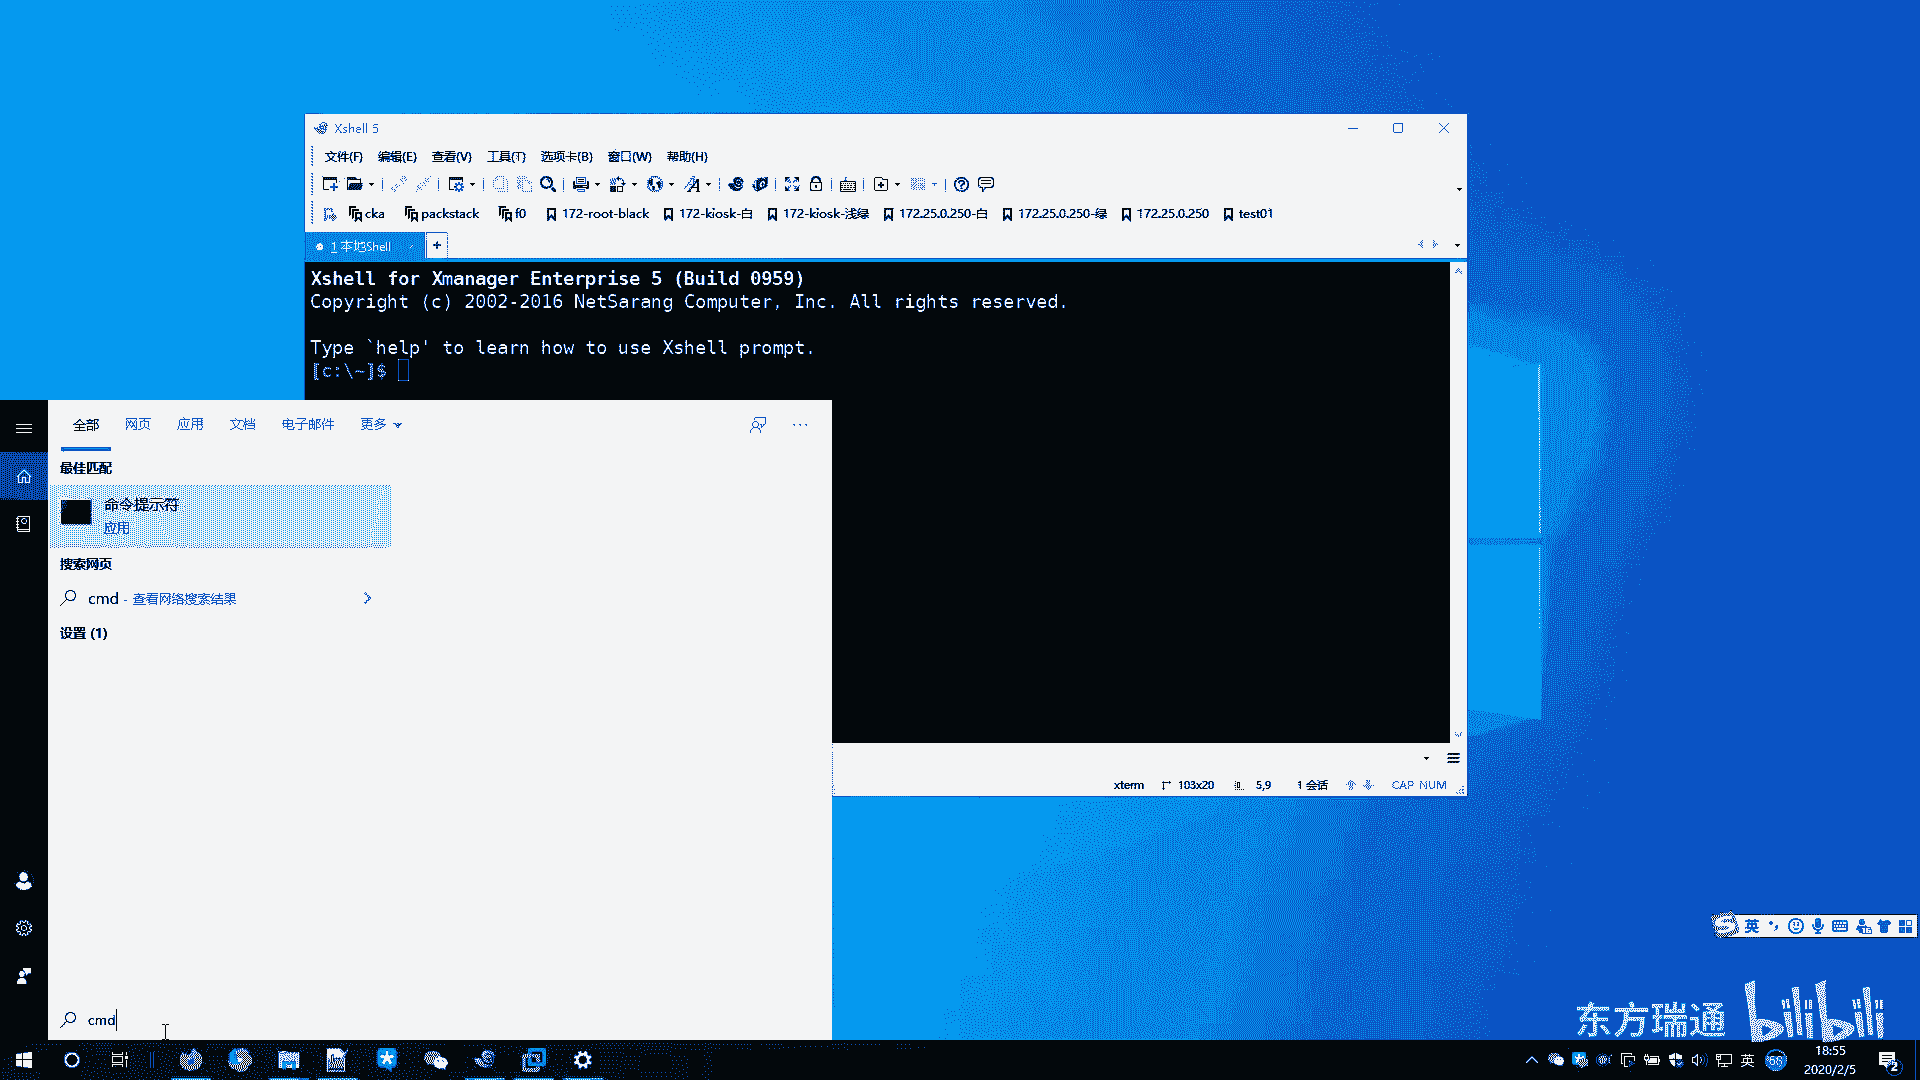 Xshell 5
文件(F) 编辑(E) 查看(V) 工具(T) 选项卡(B) 窗口(W) 帮助(H)
cka packstack f0 172-root-black 172-kiosk-白 172-kiosk-浅绿 172.25.0.250-白 172.25.0.250-绿 172.25.0.250 test01
1 本地Shell
Xshell for Xmanager Enterprise 5 (Build 0959)
Copyright (c) 2002-2016 NetSarang Computer, Inc. All rights reserved.
Type `help' to learn how to use Xshell prompt.
[c:\~]$
全部 网页 应用 文档 电子邮件 更多
最佳匹配
命令提示符
应用
搜索网页
cmd - 查看网络搜索结果
设置 (1)
xterm 103x20 5,9 1 会话 CAP NUM
英
东方瑞通 bilibili
cmd
英 68 18:55
2020/2/5 2